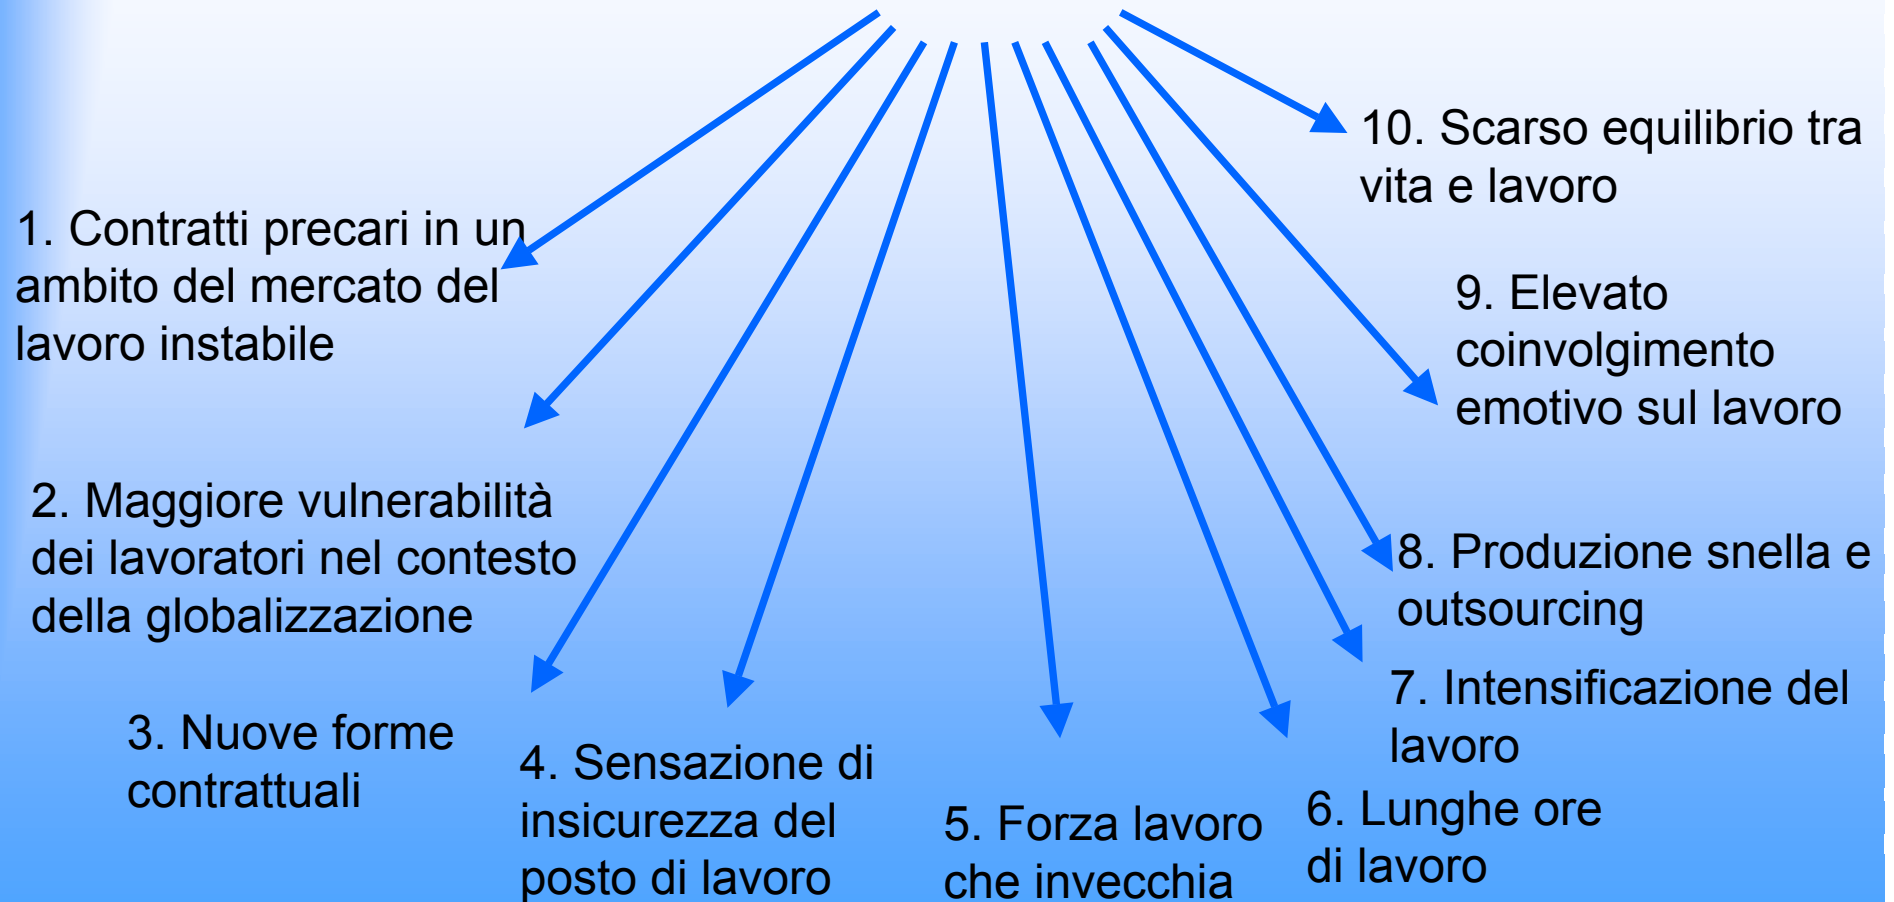 1. Contratti precari in un
ambito del mercato del
lavoro instabile
2. Maggiore vulnerabilità
dei lavoratori nel contesto
della globalizzazione
3. Nuove forme
contrattuali
4. Sensazione di
insicurezza del
posto di lavoro
5. Forza lavoro
che invecchia
6. Lunghe ore
di lavoro
7. Intensificazione del
lavoro
8. Produzione snella e
outsourcing
9. Elevato
coinvolgimento
emotivo sul lavoro
10. Scarso equilibrio tra
vita e lavoro